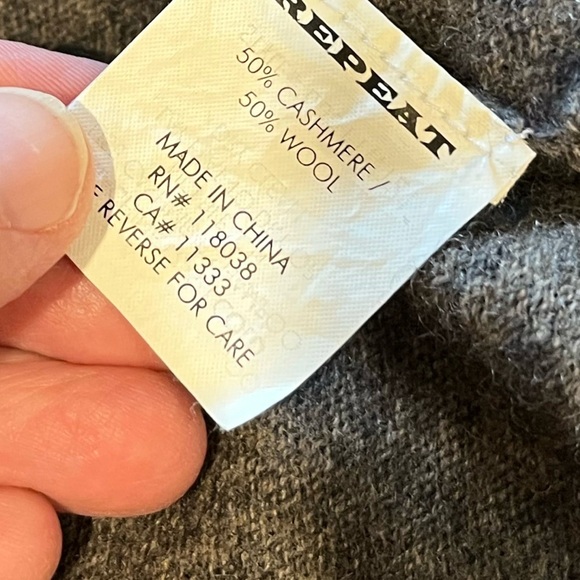 REPEAT
50% CASHMERE /
50% WOOL
MADE IN CHINA
RN# 118038
CA# 11333
REVERSE FOR CARE